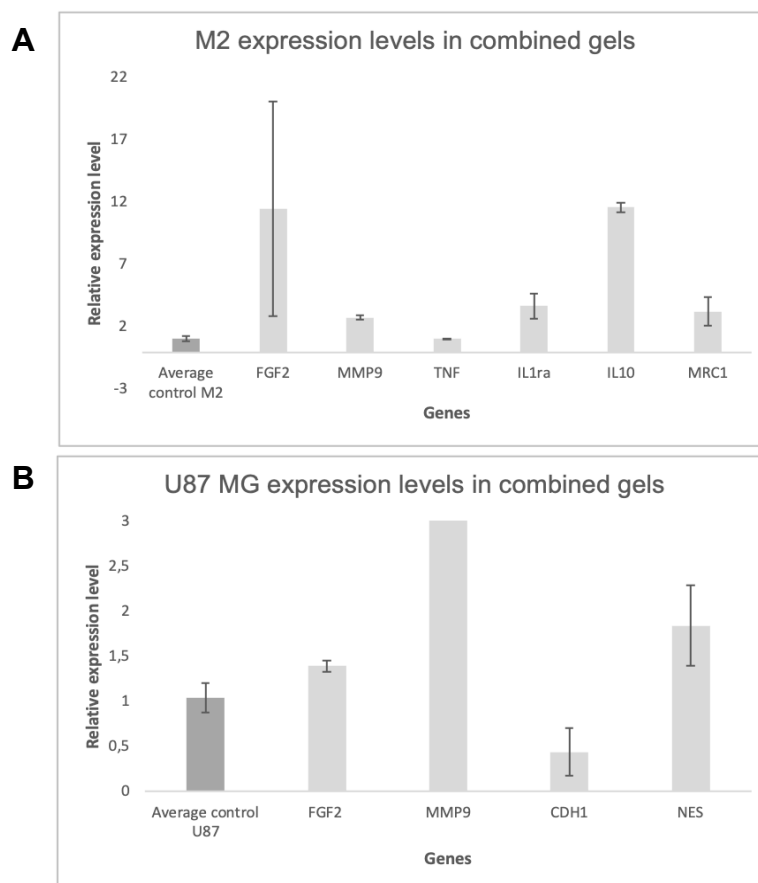 A
M2 expression levels in combined gels
22
17
12
7
2
-3
Relative expression level
Average
control M2
FGF2
MMP9
TNF
IL1ra
IL10
MRC1
Genes
B
U87 MG expression levels in combined gels
3
2,5
2
1,5
1
0,5
0
Relative expression level
Average control
U87
FGF2
MMP9
CDH1
NES
Genes